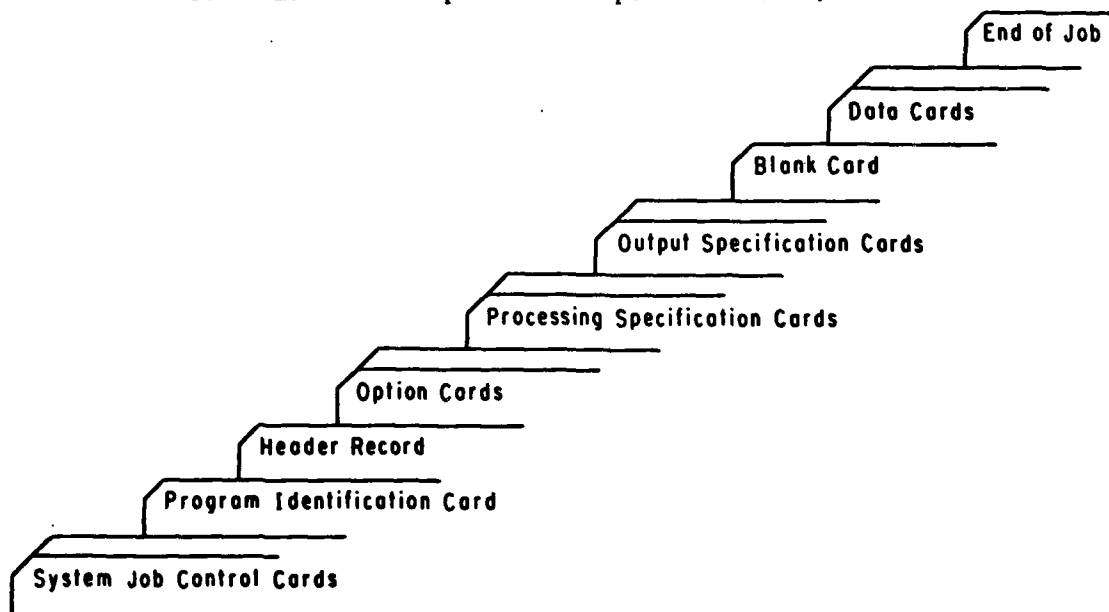 End of Job
Data Cards
Blank Card
Output Specification Cards
Processing Specification Cards
Option Cards
Header Record
Program Identification Card
System Job Control Cards